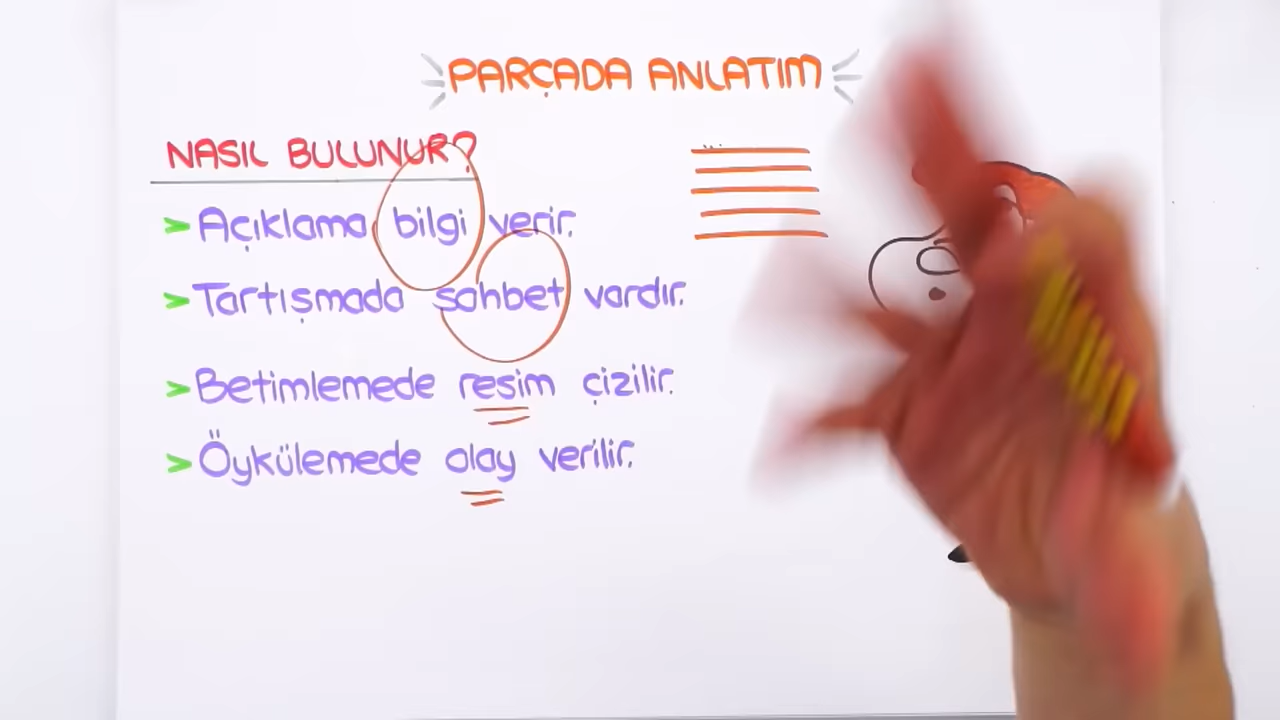 PARÇADA ANLATIM
NASIL BULUNUR?
> Açıklama bilgi verir.
> Tartışmada sohbet vardır.
> Betimlemede resim çizilir.
> Öykülemede olay verilir.